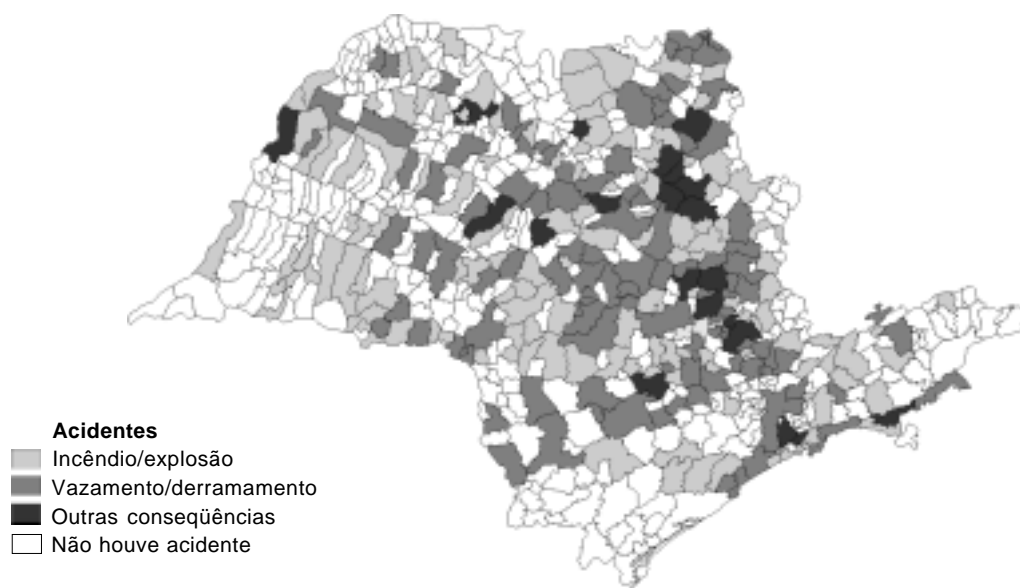 Acidentes
Incêndio/explosão
Vazamento/derramamento
Outras conseqüências
Não houve acidente